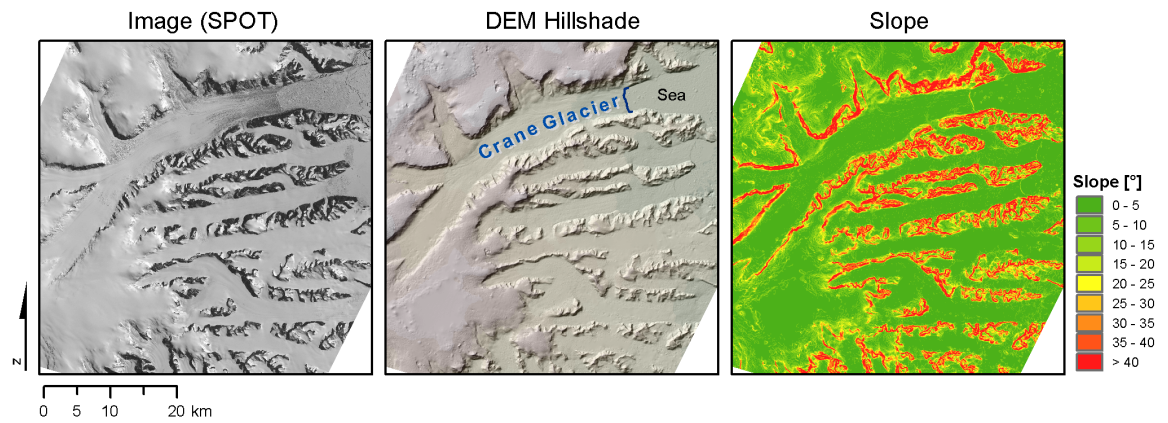 Image (SPOT)
DEM Hillshade
Slope
Crane Glacier
Sea
Slope [°]
0 - 5
5 - 10
10 - 15
15 - 20
20 - 25
25 - 30
30 - 35
35 - 40
> 40
N
0 5 10 20 km